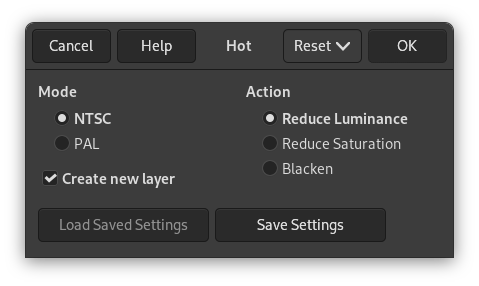 Cancel Help Hot Reset OK
Mode Action
NTSC Reduce Luminance
PAL Reduce Saturation
Blacken
Create new layer
Load Saved Settings Save Settings